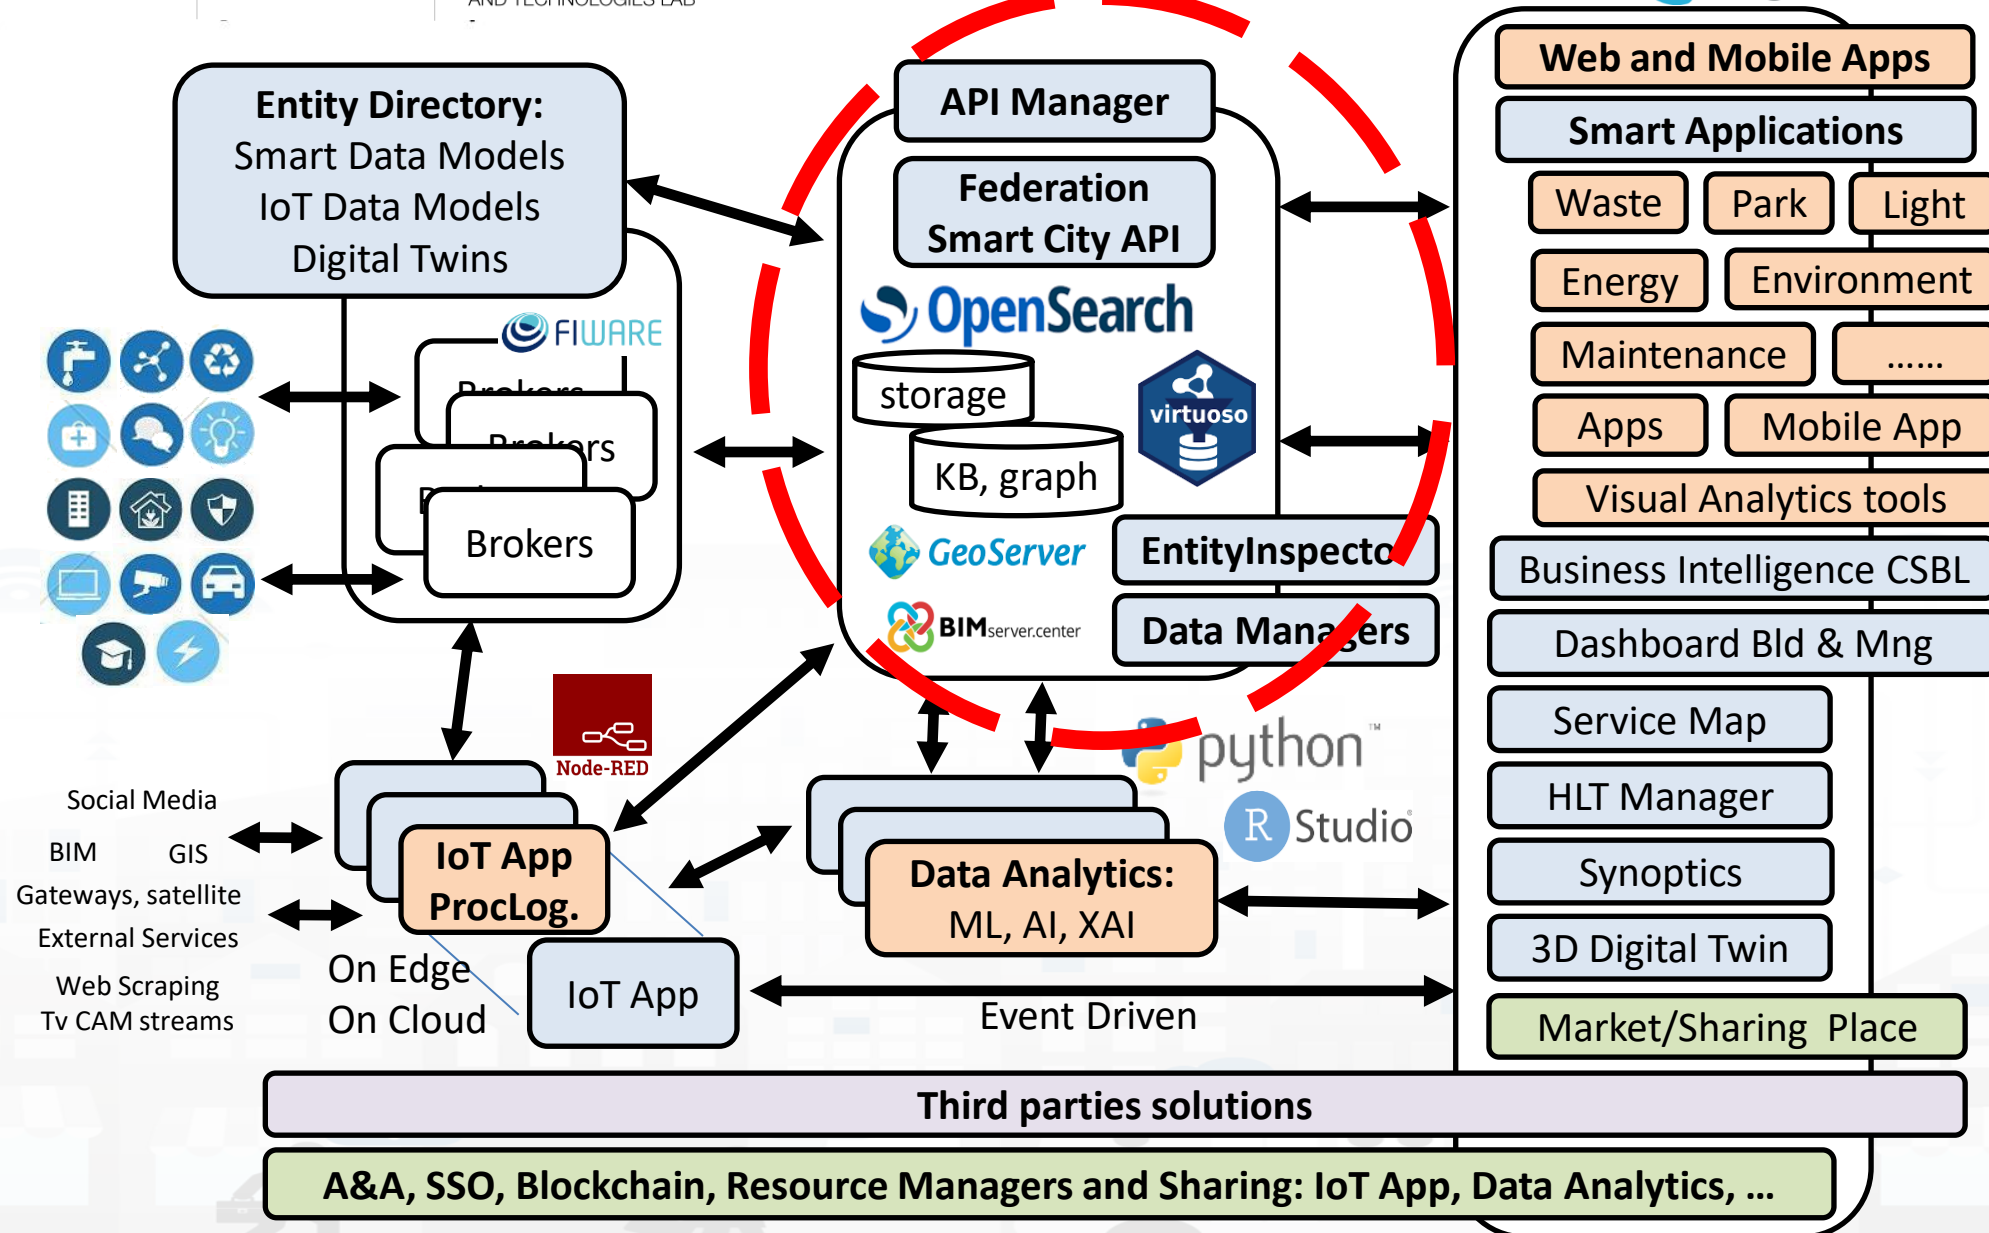 AND TECHNOLOGIES LAB
Entity Directory:
Smart Data Models
IoT Data Models
Digital Twins
FIWARE
Brokers
Brokers
Brokers
API Manager
Federation
Smart City API
OpenSearch
storage
KB, graph
virtuoso
GeoServer
BIMserver.center
EntityInspecto
Data Managers
Node-RED
python™
R Studio
Social Media
BIM GIS
Gateways, satellite
External Services
Web Scraping
Tv CAM streams
IoT App
ProcLog.
On Edge
On Cloud
IoT App
Data Analytics:
ML, AI, XAI
Event Driven
Web and Mobile Apps
Smart Applications
Waste Park Light
Energy Environment
Maintenance ......
Apps Mobile App
Visual Analytics tools
Business Intelligence CSBL
Dashboard Bld & Mng
Service Map
HLT Manager
Synoptics
3D Digital Twin
Market/Sharing Place
Third parties solutions
A&A, SSO, Blockchain, Resource Managers and Sharing: IoT App, Data Analytics, ...